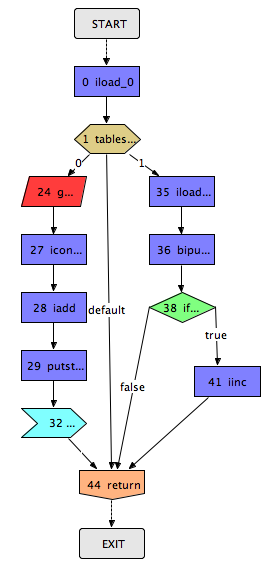 START
0 iload_0
1 tables...
0
1
24 g...
35 iload...
27 icon...
36 bipu...
28 iadd
default
38 if...
true
29 putst...
false
41 iinc
32 ...
44 return
EXIT